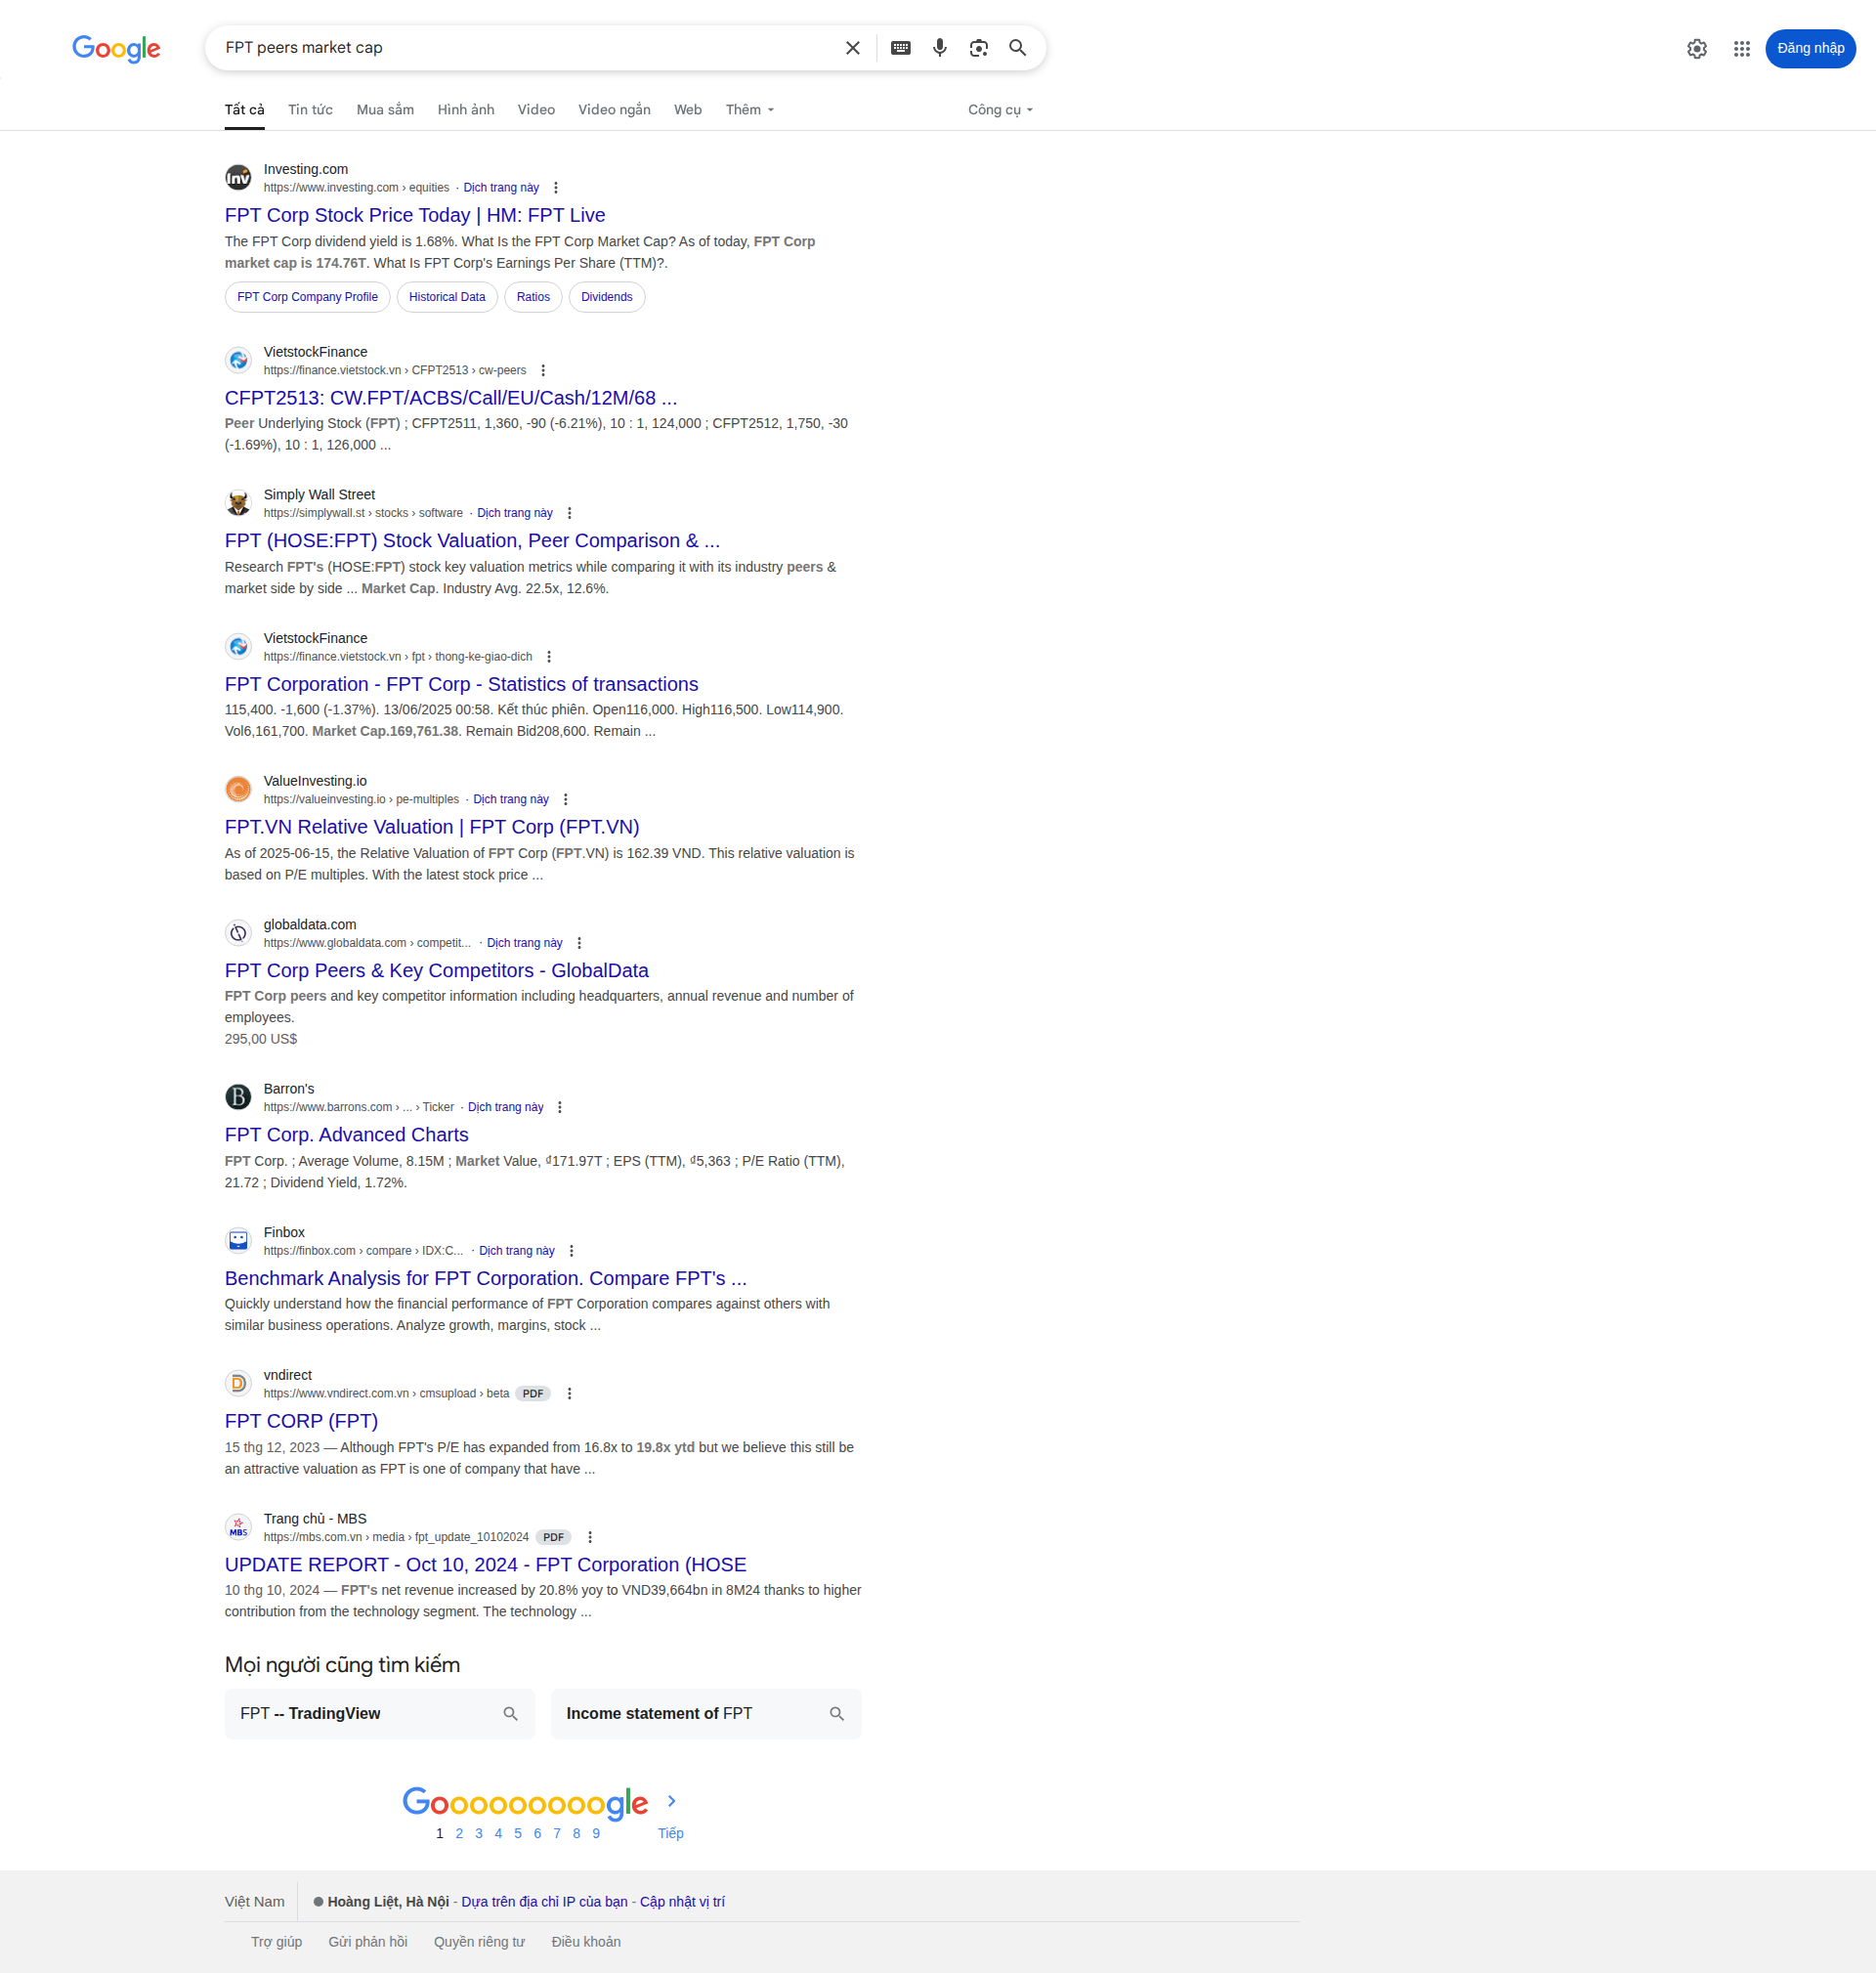 Google
FPT peers market cap
Đăng nhập
Tất cả Tin tức Mua sắm Hình ảnh Video Video ngắn Web Thêm Công cụ
Inv
Investing.com
https://www.investing.com › equities · Dịch trang này
FPT Corp Stock Price Today | HM: FPT Live
The FPT Corp dividend yield is 1.68%. What Is the FPT Corp Market Cap? As of today, FPT Corp
market cap is 174.76T. What Is FPT Corp's Earnings Per Share (TTM)?.
FPT Corp Company Profile Historical Data Ratios Dividends
VietstockFinance
https://finance.vietstock.vn › CFPT2513 › cw-peers
CFPT2513: CW.FPT/ACBS/Call/EU/Cash/12M/68 ...
Peer Underlying Stock (FPT) ; CFPT2511, 1,360, -90 (-6.21%), 10 : 1, 124,000 ; CFPT2512, 1,750, -30
(-1.69%), 10 : 1, 126,000 ...
Simply Wall Street
https://simplywall.st › stocks › software · Dịch trang này
FPT (HOSE:FPT) Stock Valuation, Peer Comparison & ...
Research FPT's (HOSE:FPT) stock key valuation metrics while comparing it with its industry peers &
market side by side ... Market Cap. Industry Avg. 22.5x, 12.6%.
VietstockFinance
https://finance.vietstock.vn › fpt › thong-ke-giao-dich
FPT Corporation - FPT Corp - Statistics of transactions
115,400. -1,600 (-1.37%). 13/06/2025 00:58. Kết thúc phiên. Open116,000. High116,500. Low114,900.
Vol6,161,700. Market Cap.169,761.38. Remain Bid208,600. Remain ...
ValueInvesting.io
https://valueinvesting.io › pe-multiples · Dịch trang này
FPT.VN Relative Valuation | FPT Corp (FPT.VN)
As of 2025-06-15, the Relative Valuation of FPT Corp (FPT.VN) is 162.39 VND. This relative valuation is
based on P/E multiples. With the latest stock price ...
globaldata.com
https://www.globaldata.com › competit... · Dịch trang này
FPT Corp Peers & Key Competitors - GlobalData
FPT Corp peers and key competitor information including headquarters, annual revenue and number of
employees.
295,00 US$
B
Barron's
https://www.barrons.com › ... › Ticker · Dịch trang này
FPT Corp. Advanced Charts
FPT Corp. ; Average Volume, 8.15M ; Market Value, ₫171.97T ; EPS (TTM), ₫5,363 ; P/E Ratio (TTM),
21.72 ; Dividend Yield, 1.72%.
Finbox
https://finbox.com › compare › IDX:C... · Dịch trang này
Benchmark Analysis for FPT Corporation. Compare FPT's ...
Quickly understand how the financial performance of FPT Corporation compares against others with
similar business operations. Analyze growth, margins, stock ...
D
vndirect
https://www.vndirect.com.vn › cmsupload › beta PDF
FPT CORP (FPT)
15 thg 12, 2023 — Although FPT's P/E has expanded from 16.8x to 19.8x ytd but we believe this still be
an attractive valuation as FPT is one of company that have ...
MBS
Trang chủ - MBS
https://mbs.com.vn › media › fpt_update_10102024 PDF
UPDATE REPORT - Oct 10, 2024 - FPT Corporation (HOSE
10 thg 10, 2024 — FPT's net revenue increased by 20.8% yoy to VND39,664bn in 8M24 thanks to higher
contribution from the technology segment. The technology ...
Mọi người cũng tìm kiếm
FPT -- TradingView Income statement of FPT
Gooooooooogle
1 2 3 4 5 6 7 8 9 Tiếp
Việt Nam Hoàng Liệt, Hà Nội - Dựa trên địa chỉ IP của bạn - Cập nhật vị trí
Trợ giúp Gửi phản hồi Quyền riêng tư Điều khoản